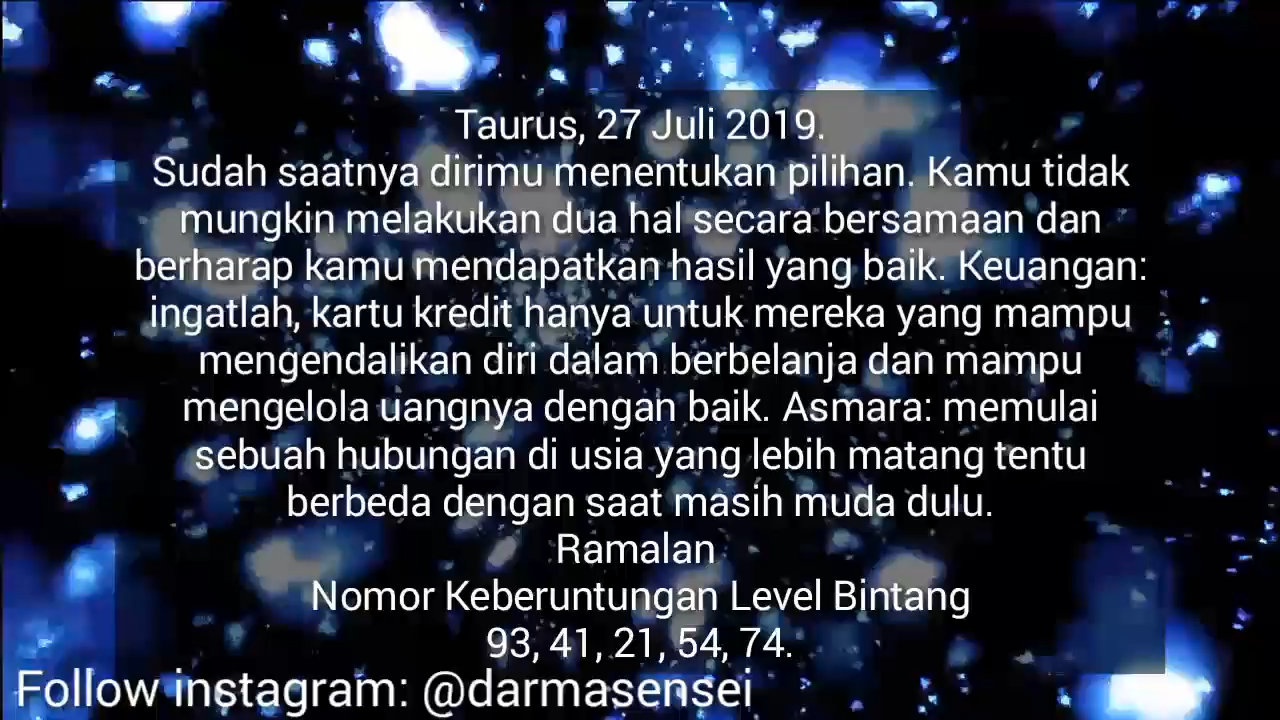 Taurus, 27 Juli 2019.
Sudah saatnya dirimu menentukan pilihan. Kamu tidak
mungkin melakukan dua hal secara bersamaan dan
berharap kamu mendapatkan hasil yang baik. Keuangan:
ingatlah, kartu kredit hanya untuk mereka yang mampu
mengendalikan diri dalam berbelanja dan mampu
mengelola uangnya dengan baik. Asmara: memulai
sebuah hubungan di usia yang lebih matang tentu
berbeda dengan saat masih muda dulu.
Ramalan
Nomor Keberuntungan Level Bintang
93, 41, 21, 54, 74.
Follow instagram: @darmasensei